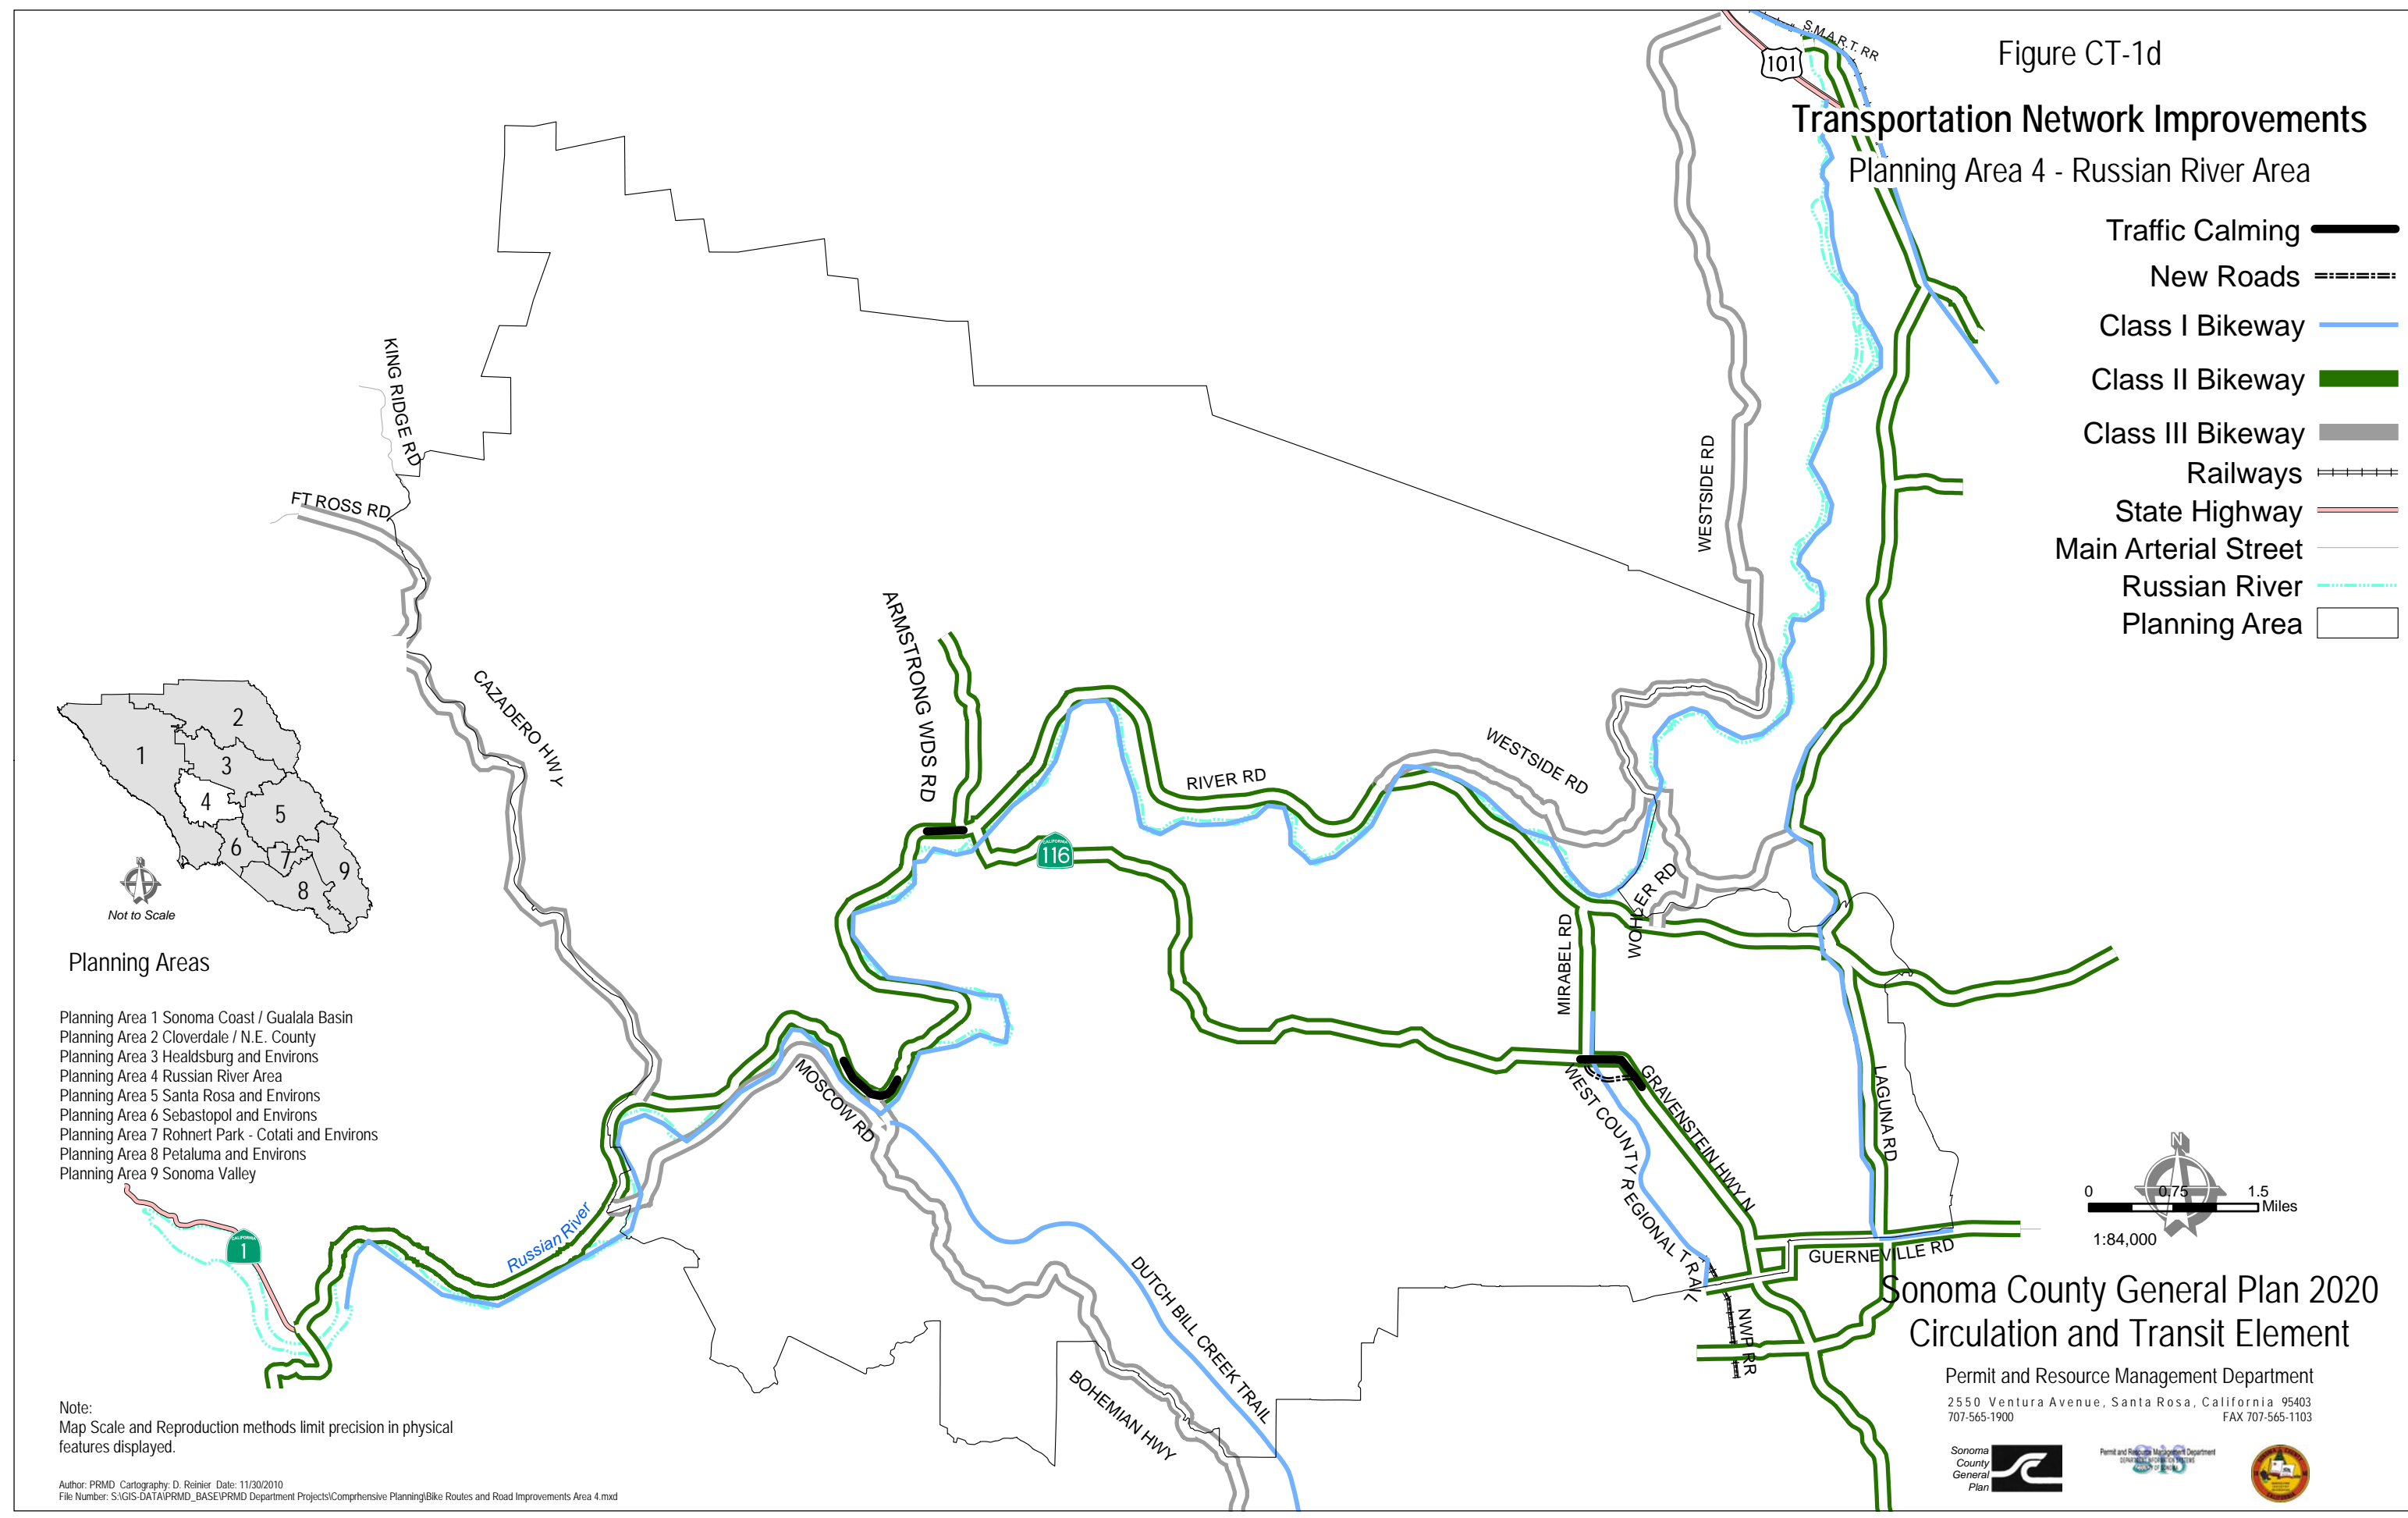 Figure CT-1d
Transportation Network Improvements
Planning Area 4 - Russian River Area
Traffic Calming
New Roads
Class I Bikeway
Class II Bikeway
Class III Bikeway
Railways
State Highway
Main Arterial Street
Russian River
Planning Area
S.M.A.R.T. RR
101
KING RIDGE RD
FT ROSS RD
CAZADERO HWY
ARMSTRONG WDS RD
WESTSIDE RD
RIVER RD
WESTSIDE RD
CALIFORNIA
116
WOHLER RD
MIRABEL RD
MOSCOW RD
WEST COUNTY REGIONAL TRAIL
GRAVENSTEIN HWY N
LAGUNA RD
GUERNEVILLE RD
NWP RR
DUTCH BILL CREEK TRAIL
BOHEMIAN HWY
Russian River
CALIFORNIA
1
1
2
3
4
5
6
7
8
9
N
Not to Scale
Planning Areas
Planning Area 1 Sonoma Coast / Gualala Basin
Planning Area 2 Cloverdale / N.E. County
Planning Area 3 Healdsburg and Environs
Planning Area 4 Russian River Area
Planning Area 5 Santa Rosa and Environs
Planning Area 6 Sebastopol and Environs
Planning Area 7 Rohnert Park - Cotati and Environs
Planning Area 8 Petaluma and Environs
Planning Area 9 Sonoma Valley
N
0 0.75 1.5
Miles
1:84,000
Sonoma County General Plan 2020
Circulation and Transit Element
Permit and Resource Management Department
2550 Ventura Avenue, Santa Rosa, California 95403
707-565-1900 FAX 707-565-1103
Sonoma
County
General
Plan
Permit and Resource Management Department
GIS
Note:
Map Scale and Reproduction methods limit precision in physical
features displayed.
Author: PRMD Cartography: D. Reinier Date: 11/30/2010
File Number: S:\GIS-DATA\PRMD_BASE\PRMD Department Projects\Comprhensive Planning\Bike Routes and Road Improvements Area 4.mxd